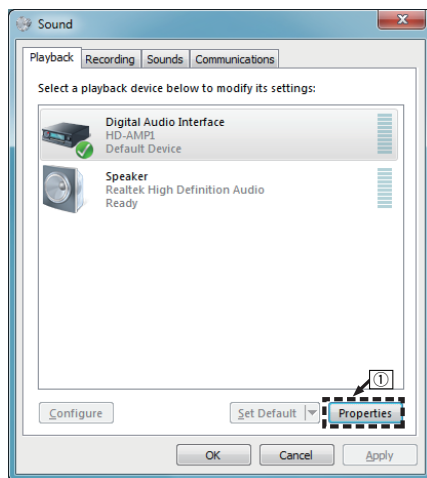 Sound
Playback Recording Sounds Communications
Select a playback device below to modify its settings:
Digital Audio Interface
HD-AMP1
Default Device
Speaker
Realtek High Definition Audio
Ready
①
Configure Set Default Properties
OK Cancel Apply